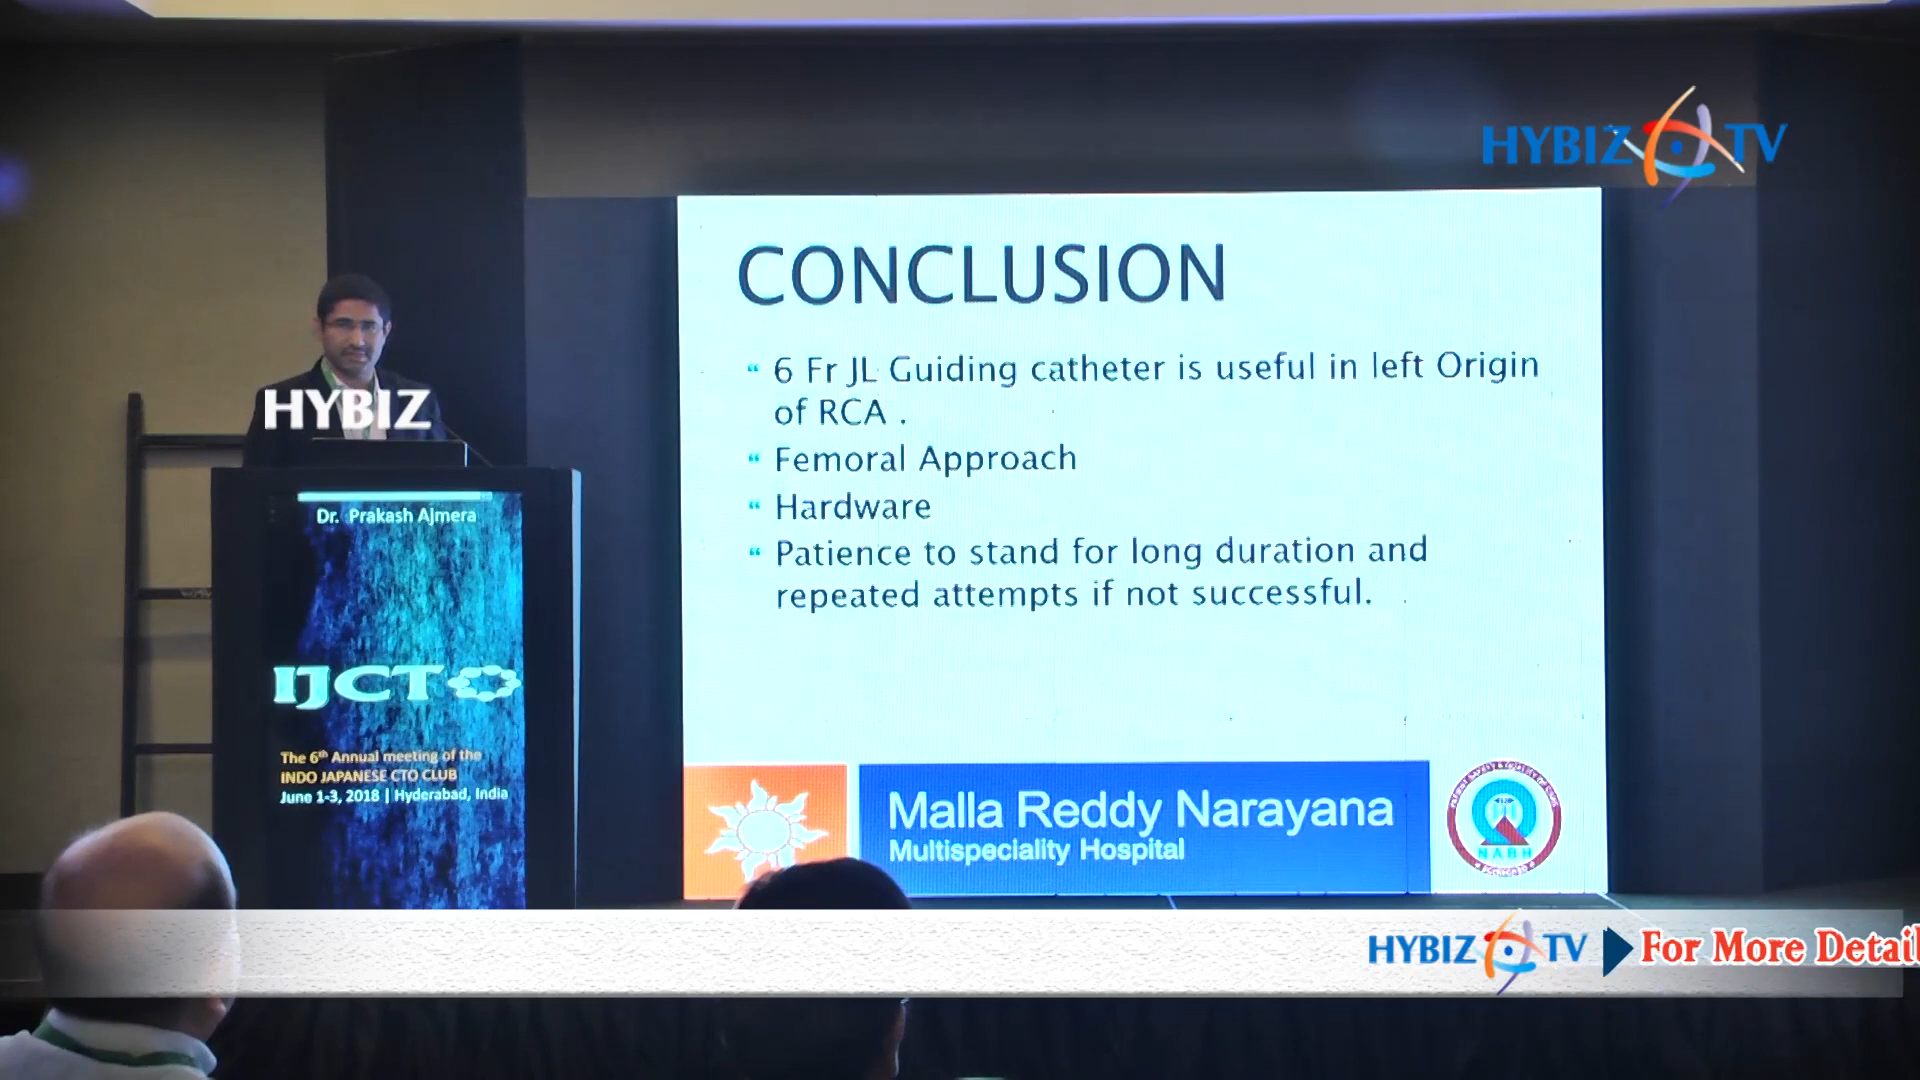 HYBIZ TV
CONCLUSION
“ 6 Fr JL Guiding catheter is useful in left Origin
of RCA .
“ Femoral Approach
“ Hardware
“ Patience to stand for long duration and
repeated attempts if not successful.
HYBIZ
Dr. Prakash Ajmera
IJCTO
The 6th Annual meeting of the
INDO JAPANESE CTO CLUB
June 1-3, 2018 | Hyderabad, India
Malla Reddy Narayana
Multispeciality Hospital
NABH
HYBIZ TV For More Detail